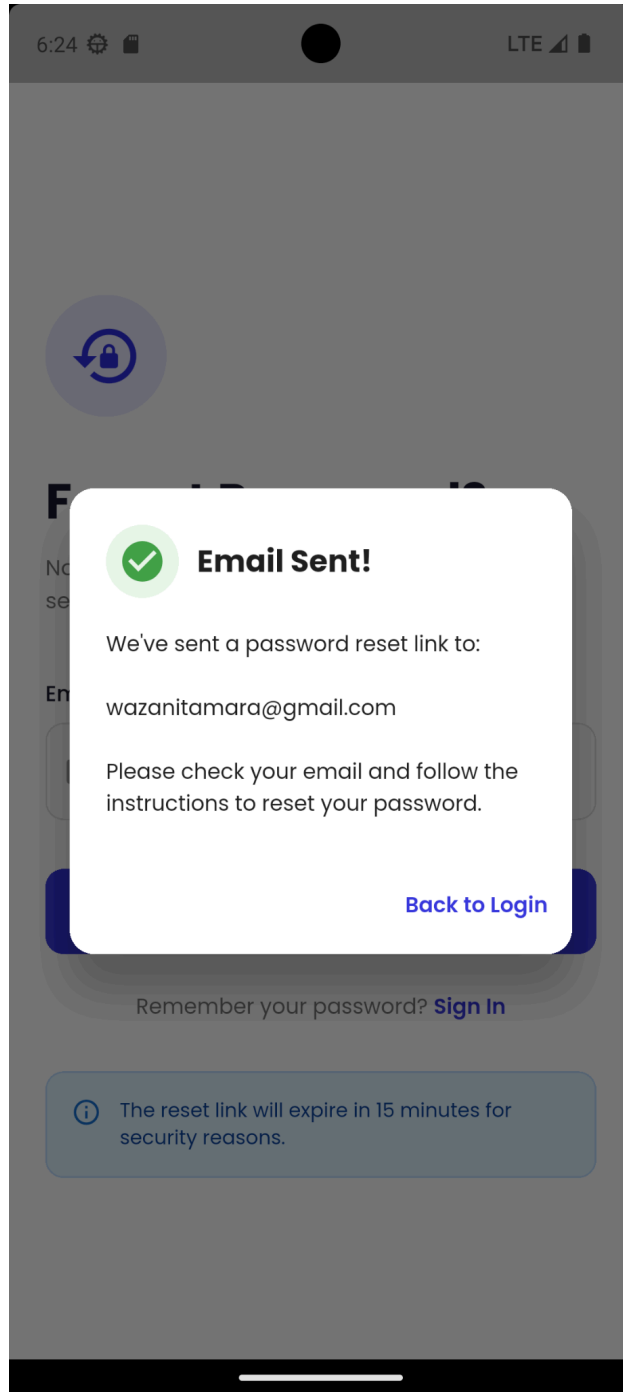 6:24
LTE
Email Sent!
We've sent a password reset link to:
wazanitamara@gmail.com
Please check your email and follow the
instructions to reset your password.
Back to Login
Remember your password? Sign In
The reset link will expire in 15 minutes for
security reasons.